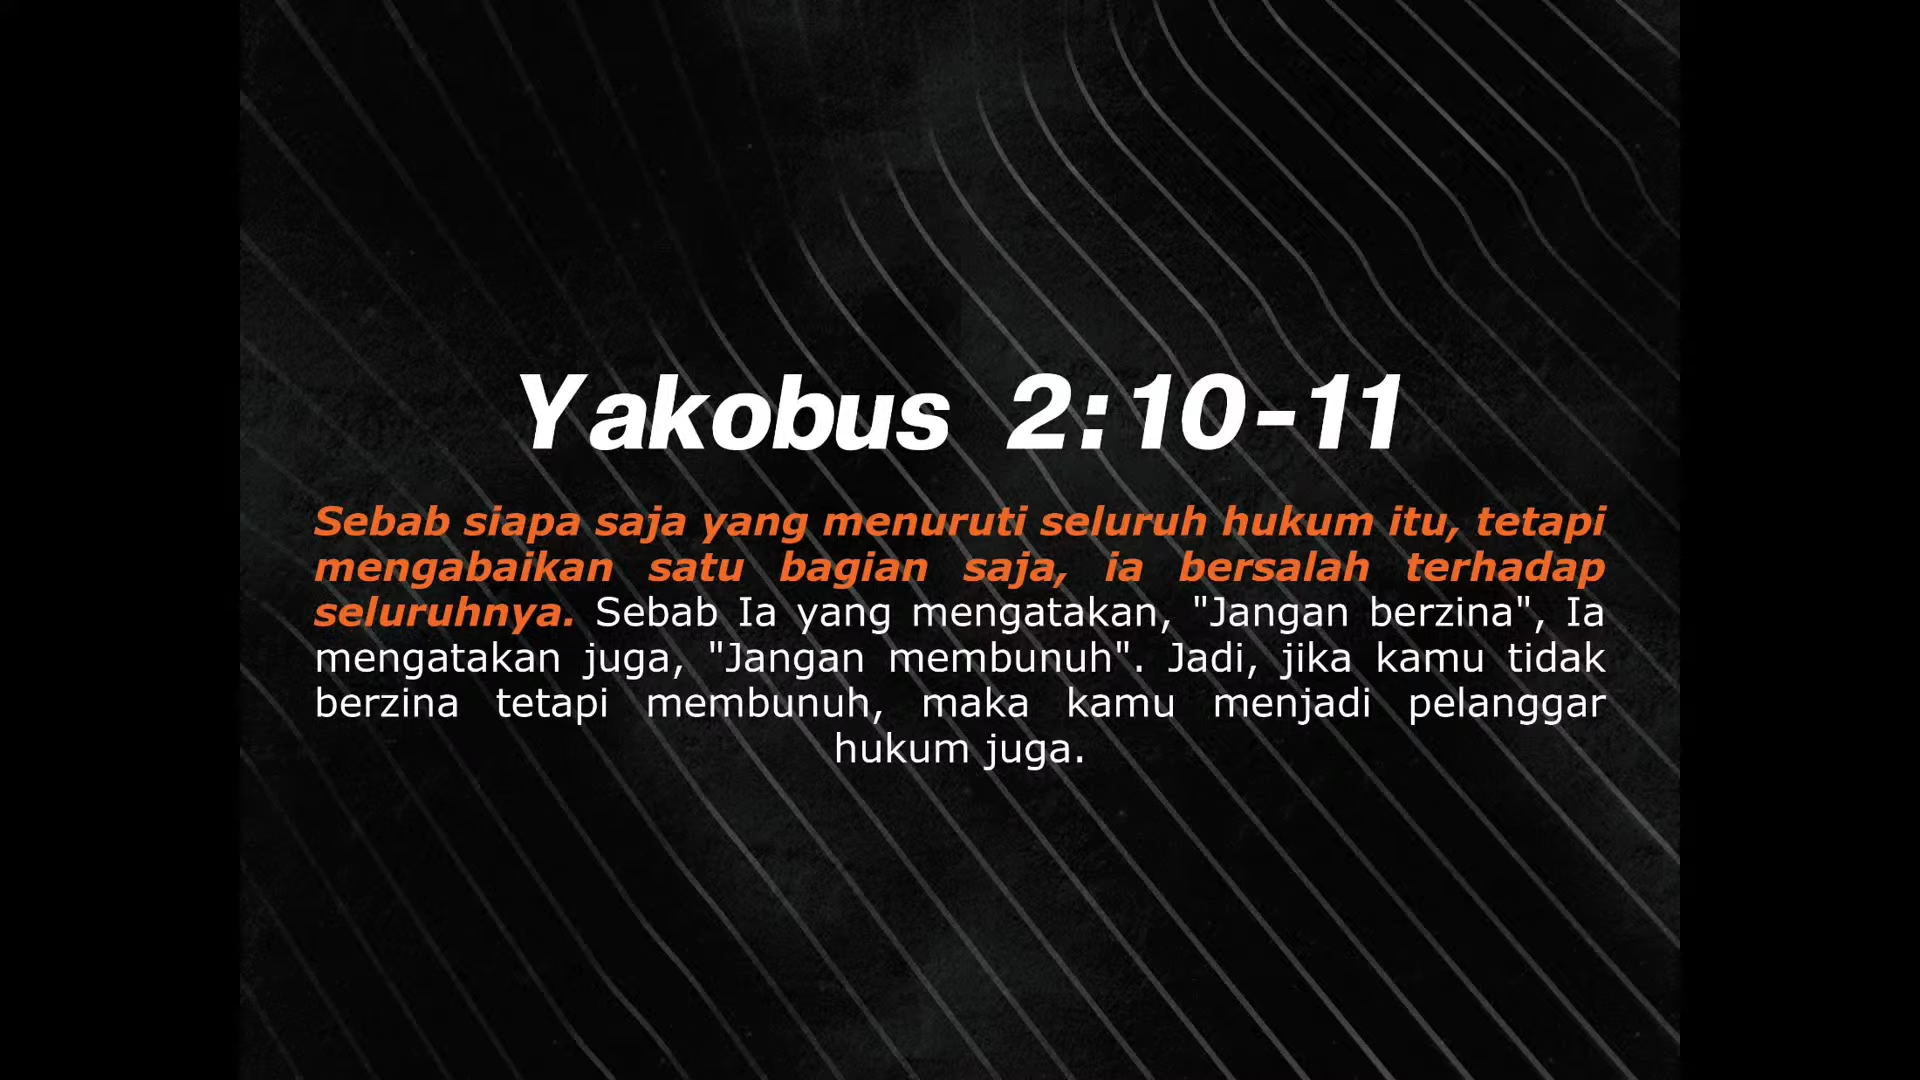 Yakobus 2:10-11
Sebab siapa saja yang menuruti seluruh hukum itu, tetapi
mengabaikan satu bagian saja, ia bersalah terhadap
seluruhnya. Sebab Ia yang mengatakan, "Jangan berzina", Ia
mengatakan juga, "Jangan membunuh". Jadi, jika kamu tidak
berzina tetapi membunuh, maka kamu menjadi pelanggar
hukum juga.